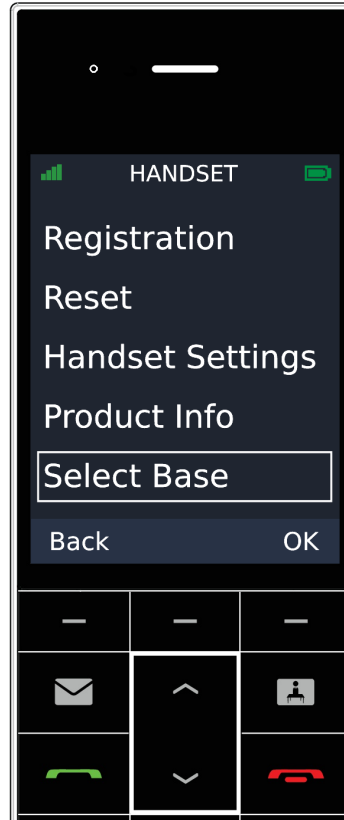 HANDSET
Registration
Reset
Handset Settings
Product Info
Select Base
Back OK